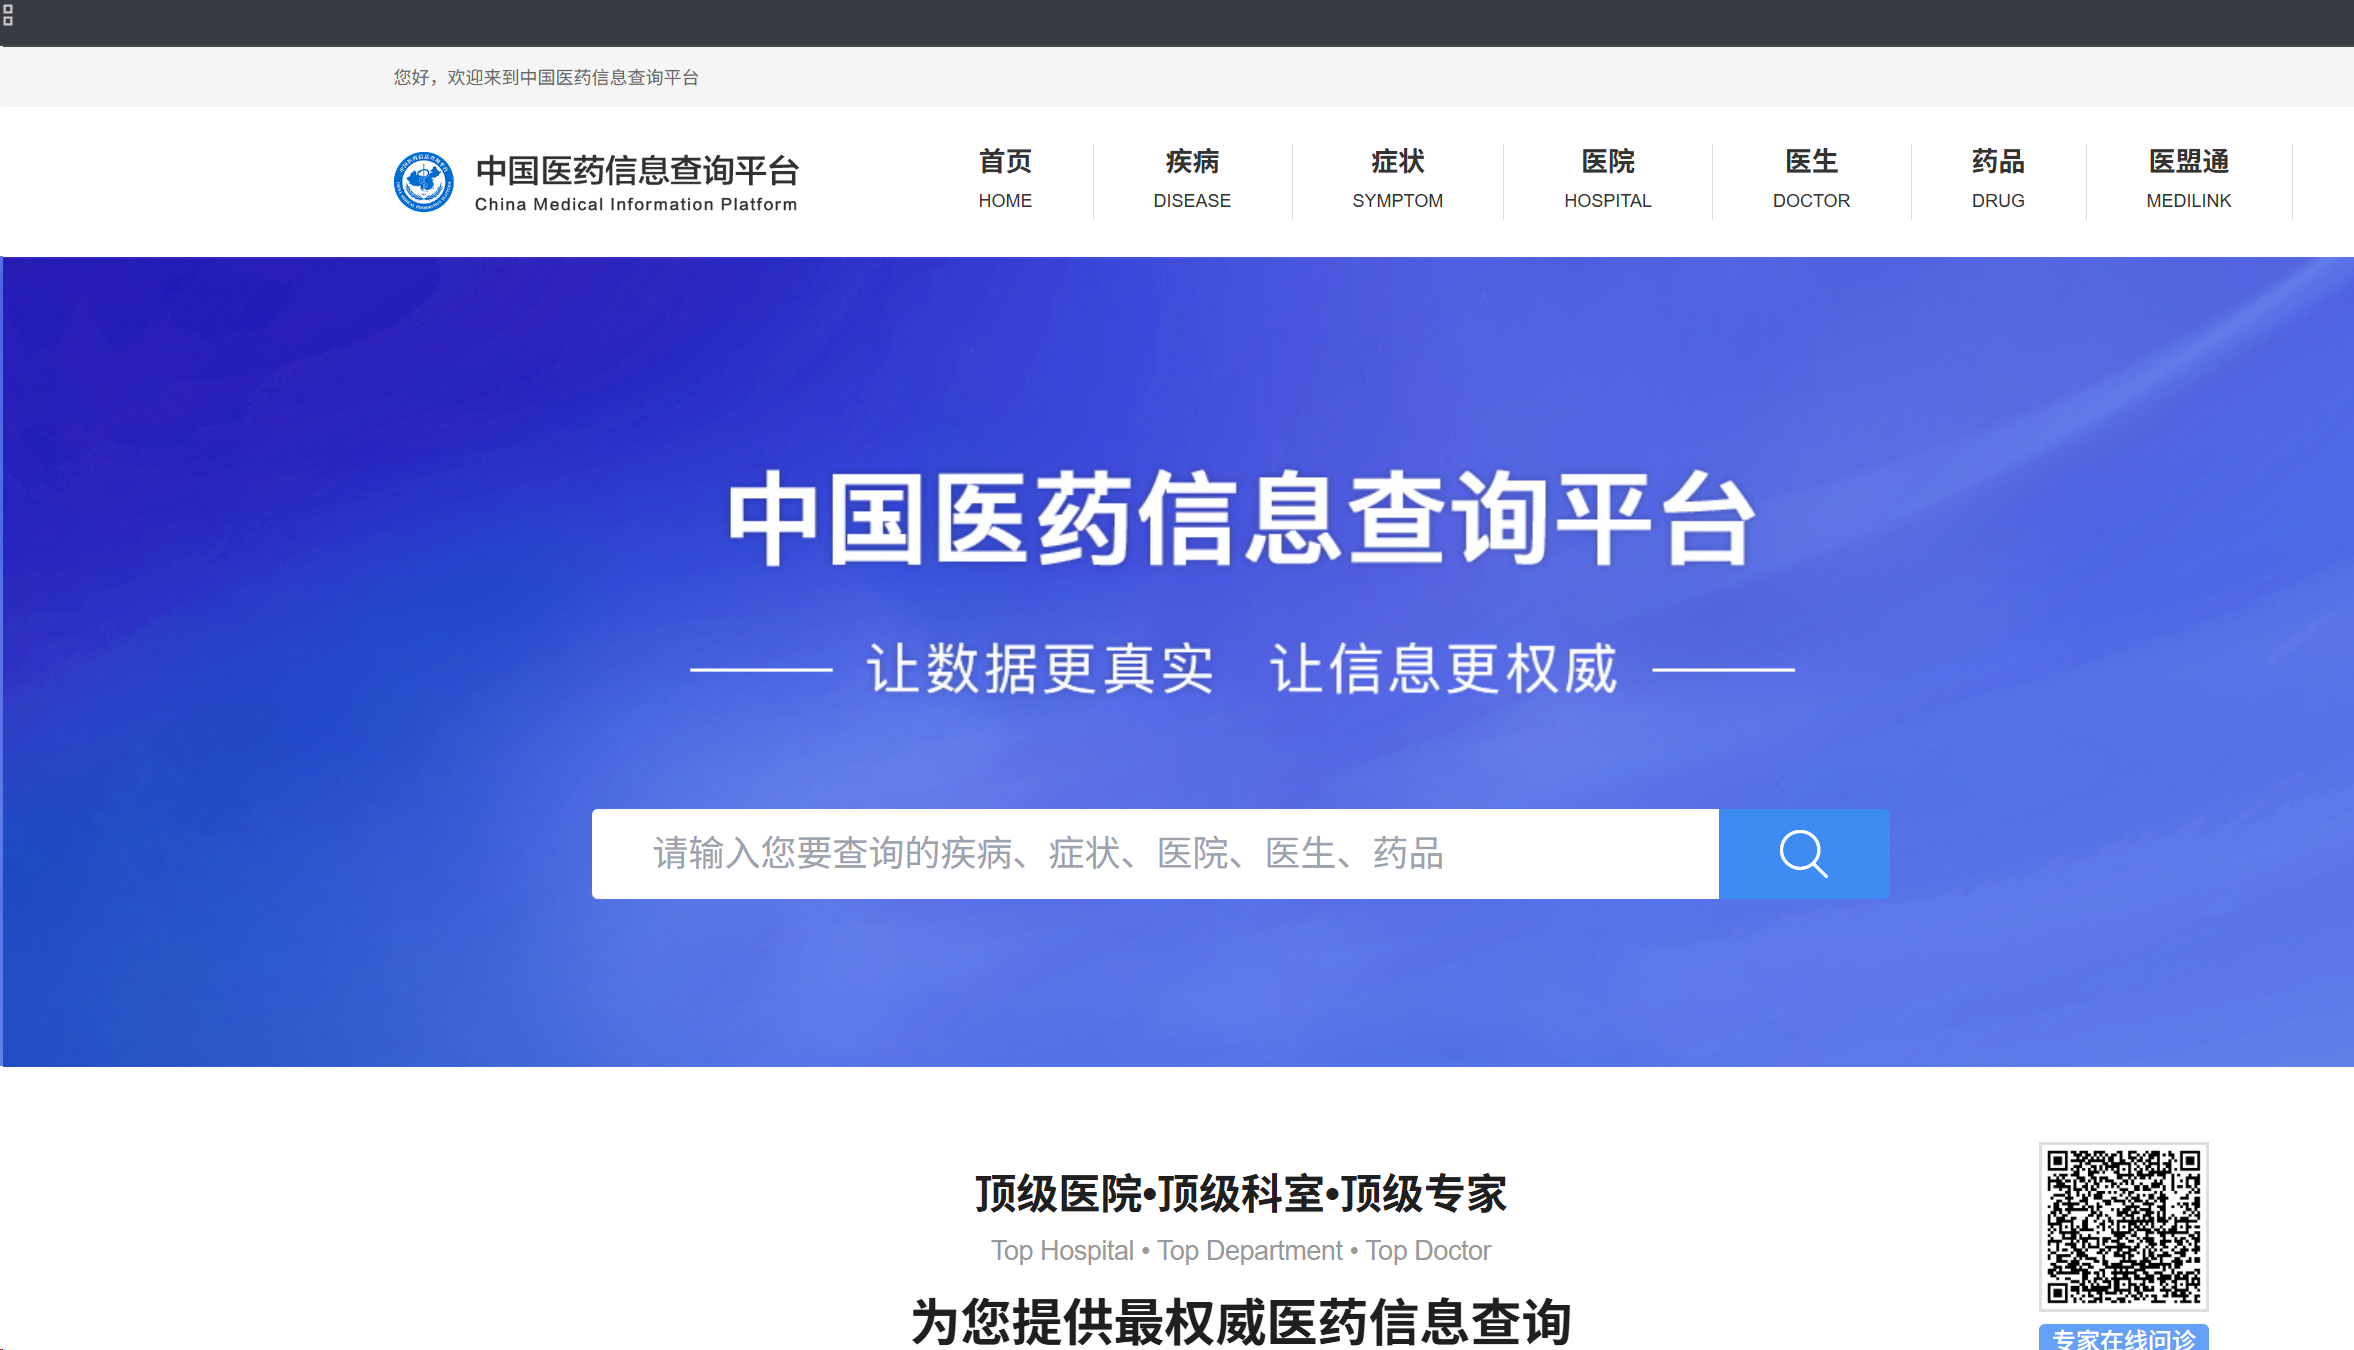 您好，欢迎来到中国医药信息查询平台
中国医药信息查询平台
China Medical Information Platform
首页 疾病 症状 医院 医生 药品 医盟通
HOME DISEASE SYMPTOM HOSPITAL DOCTOR DRUG MEDILINK
中国医药信息查询平台
让数据更真实 让信息更权威
请输入您要查询的疾病、症状、医院、医生、药品
顶级医院•顶级科室•顶级专家
Top Hospital • Top Department • Top Doctor
为您提供最权威医药信息查询
专家在线问诊